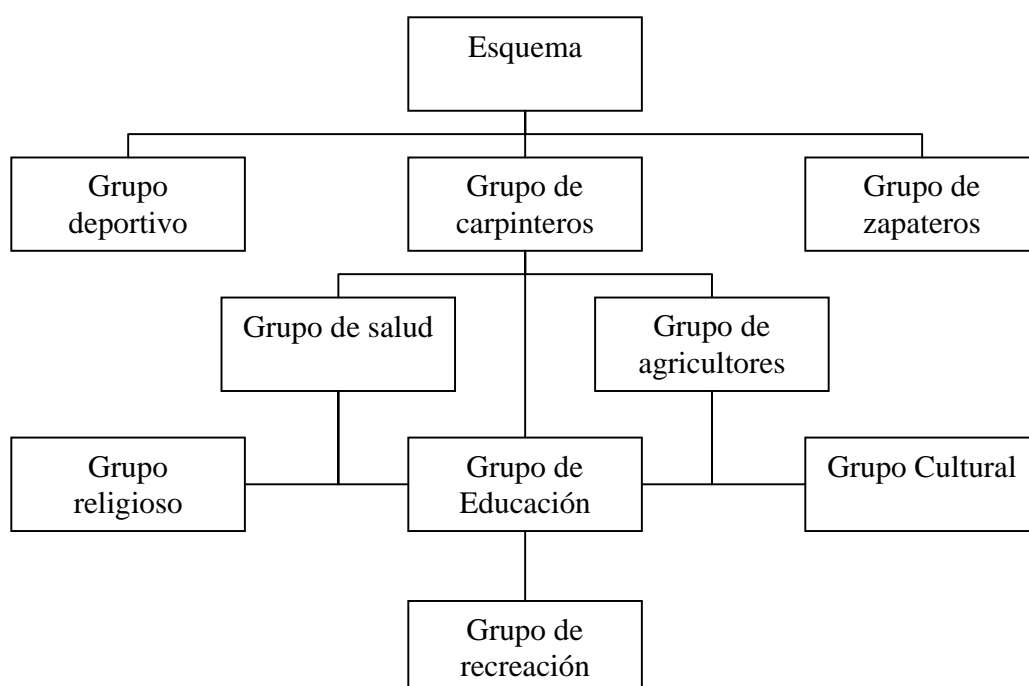 Esquema
Grupo
deportivo
Grupo de
carpinteros
Grupo de
zapateros
Grupo de salud
Grupo de
agricultores
Grupo
religioso
Grupo de
Educación
Grupo Cultural
Grupo de
recreación